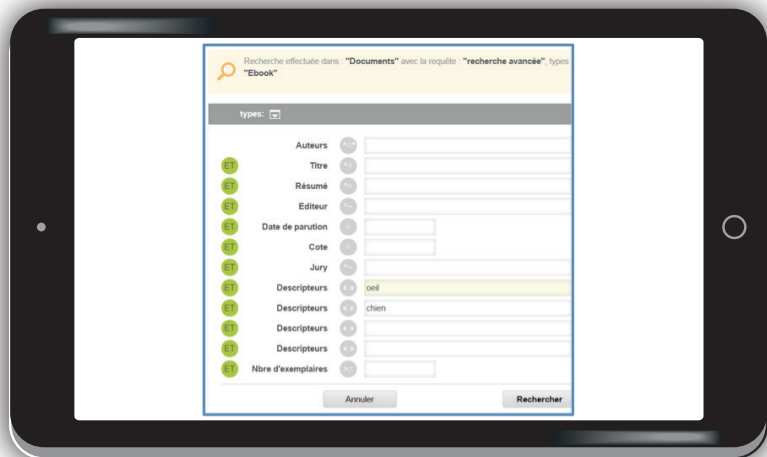 Recherche effectuée dans : "Documents" avec la requête : "recherche avancée", types
"Ebook"
types:
Auteurs
ET Titre
ET Résumé
ET Editeur
ET Date de parution
ET Cote
ET Jury
ET Descripteurs oeil
ET Descripteurs chien
ET Descripteurs
ET Descripteurs
ET Nbre d'exemplaires
Annuler Rechercher